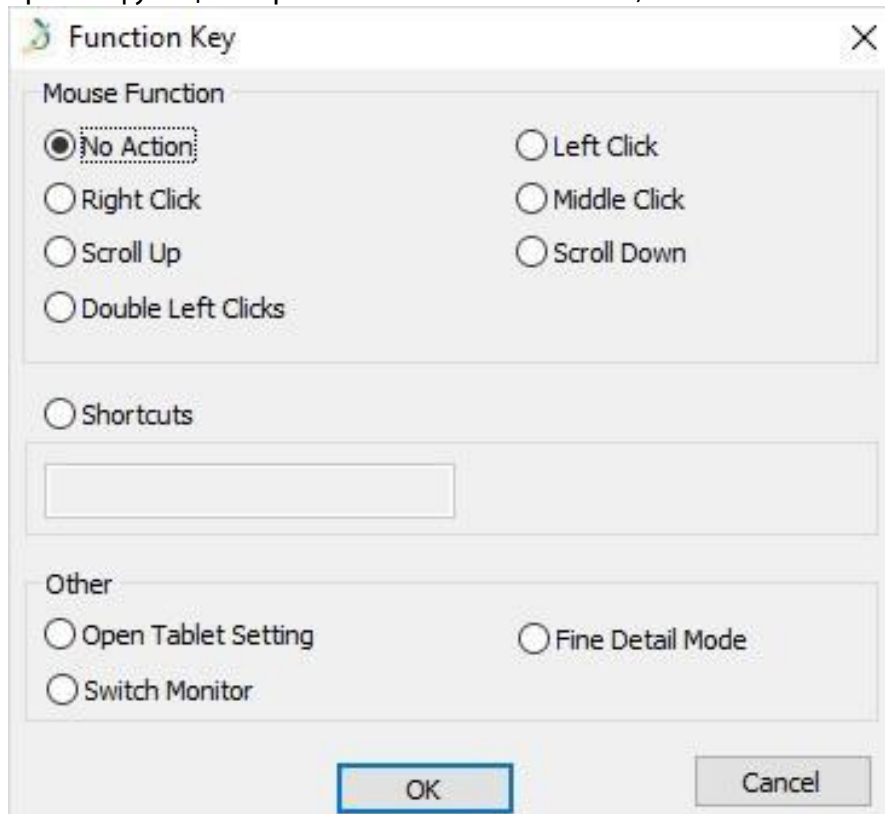 Function Key
Mouse Function
No Action Left Click
Right Click Middle Click
Scroll Up Scroll Down
Double Left Clicks
Shortcuts
Other
Open Tablet Setting Fine Detail Mode
Switch Monitor
OK Cancel